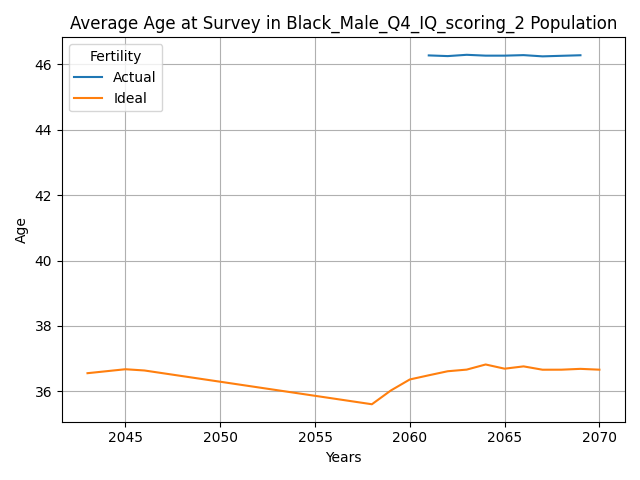 Average Age at Survey in Black_Male_Q4_IQ_scoring_2 Population
Fertility
Actual
Ideal
46
44
42
40
38
36
Age
2045 2050 2055 2060 2065 2070
Years